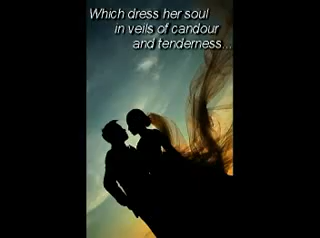 Which dress her soul
in veils of candour
and tenderness...